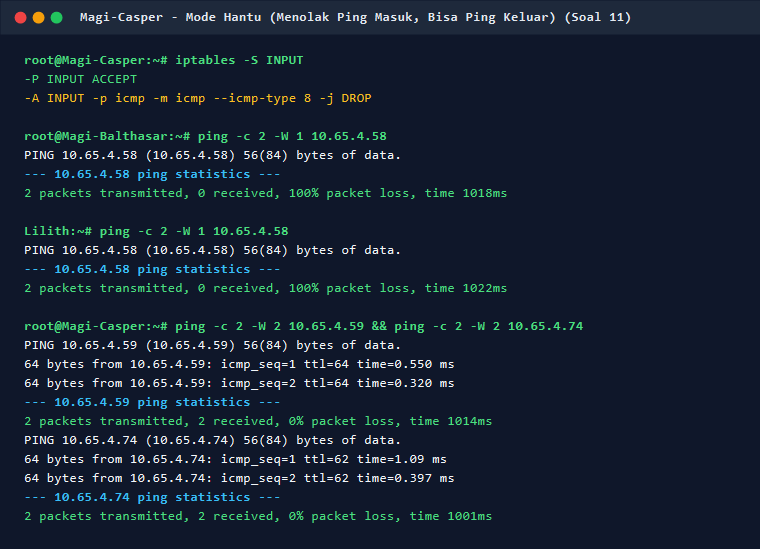 Magi-Casper - Mode Hantu (Menolak Ping Masuk, Bisa Ping Keluar) (Soal 11)
root@Magi-Casper:~# iptables -S INPUT
-P INPUT ACCEPT
-A INPUT -p icmp -m icmp --icmp-type 8 -j DROP
root@Magi-Balthasar:~# ping -c 2 -W 1 10.65.4.58
PING 10.65.4.58 (10.65.4.58) 56(84) bytes of data.
--- 10.65.4.58 ping statistics ---
2 packets transmitted, 0 received, 100% packet loss, time 1018ms
Lilith:~# ping -c 2 -W 1 10.65.4.58
PING 10.65.4.58 (10.65.4.58) 56(84) bytes of data.
--- 10.65.4.58 ping statistics ---
2 packets transmitted, 0 received, 100% packet loss, time 1022ms
root@Magi-Casper:~# ping -c 2 -W 2 10.65.4.59 && ping -c 2 -W 2 10.65.4.74
PING 10.65.4.59 (10.65.4.59) 56(84) bytes of data.
64 bytes from 10.65.4.59: icmp_seq=1 ttl=64 time=0.550 ms
64 bytes from 10.65.4.59: icmp_seq=2 ttl=64 time=0.320 ms
--- 10.65.4.59 ping statistics ---
2 packets transmitted, 2 received, 0% packet loss, time 1014ms
PING 10.65.4.74 (10.65.4.74) 56(84) bytes of data.
64 bytes from 10.65.4.74: icmp_seq=1 ttl=62 time=1.09 ms
64 bytes from 10.65.4.74: icmp_seq=2 ttl=62 time=0.397 ms
--- 10.65.4.74 ping statistics ---
2 packets transmitted, 2 received, 0% packet loss, time 1001ms